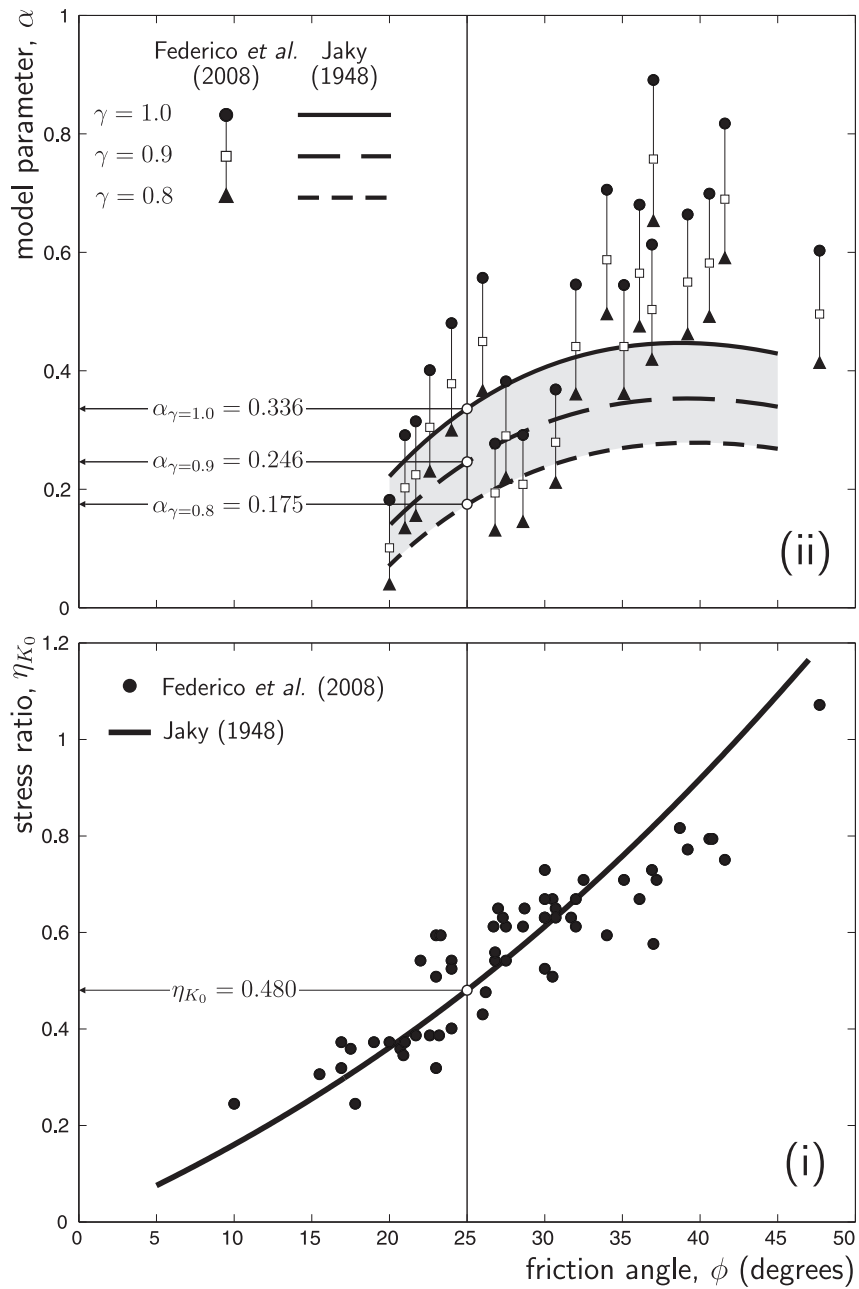 model parameter, α
1
0.8
0.6
0.4
0.2
0
Federico et al. (2008)
Jaky (1948)
γ = 1.0
γ = 0.9
γ = 0.8
α_{γ=1.0} = 0.336
α_{γ=0.9} = 0.246
α_{γ=0.8} = 0.175
(ii)
stress ratio, η_{K_0}
1.2
1
0.8
0.6
0.4
0.2
0
Federico et al. (2008)
Jaky (1948)
η_{K_0} = 0.480
(i)
0 5 10 15 20 25 30 35 40 45 50
friction angle, ϕ (degrees)